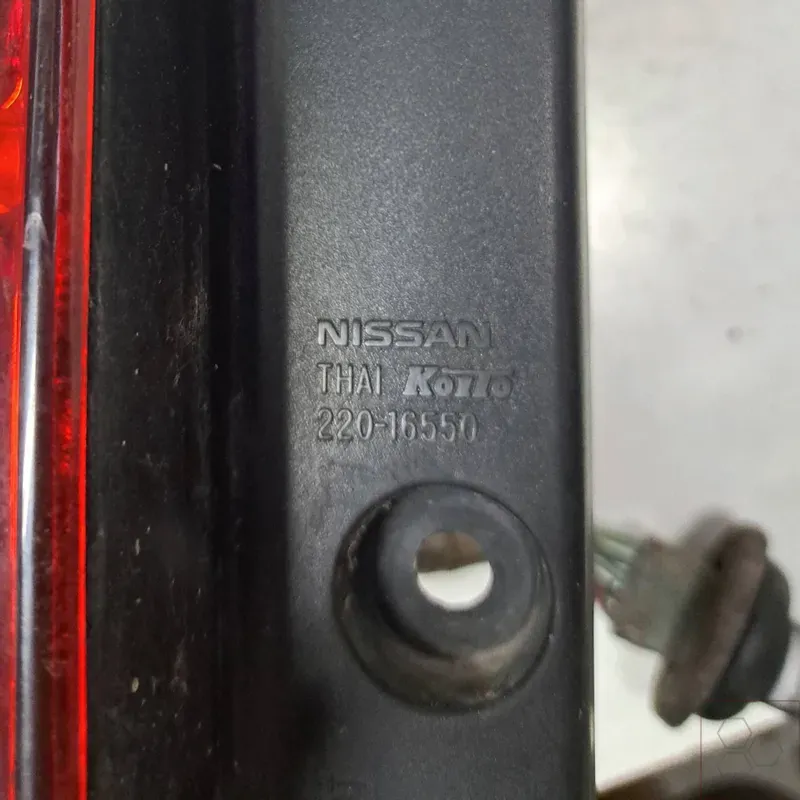 NISSAN
THAI KOITO
220-16550